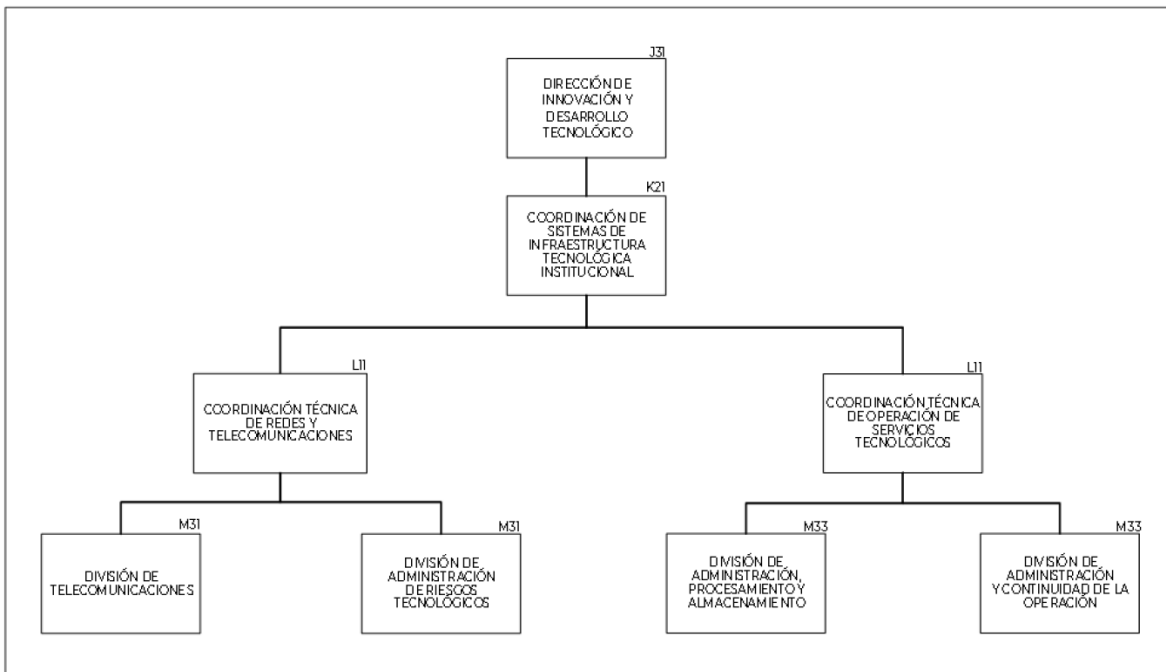 J31
DIRECCIÓN DE
INNOVACIÓN Y
DESARROLLO
TECNOLÓGICO
K21
COORDINACIÓN DE
SISTEMAS DE
INFRAESTRUCTURA
TECNOLÓGICA
INSTITUCIONAL
L11
COORDINACIÓN TÉCNICA
DE REDES Y
TELECOMUNICACIONES
L11
COORDINACIÓN TÉCNICA
DE OPERACIÓN DE
SERVICIOS
TECNOLÓGICOS
M31
DIVISIÓN DE
TELECOMUNICACIONES
M31
DIVISIÓN DE
ADMINISTRACIÓN
DE RIESGOS
TECNOLÓGICOS
M33
DIVISIÓN DE
ADMINISTRACIÓN,
PROCESAMIENTO Y
ALMACENAMIENTO
M33
DIVISIÓN DE
ADMINISTRACIÓN
Y CONTINUIDAD DE LA
OPERACIÓN